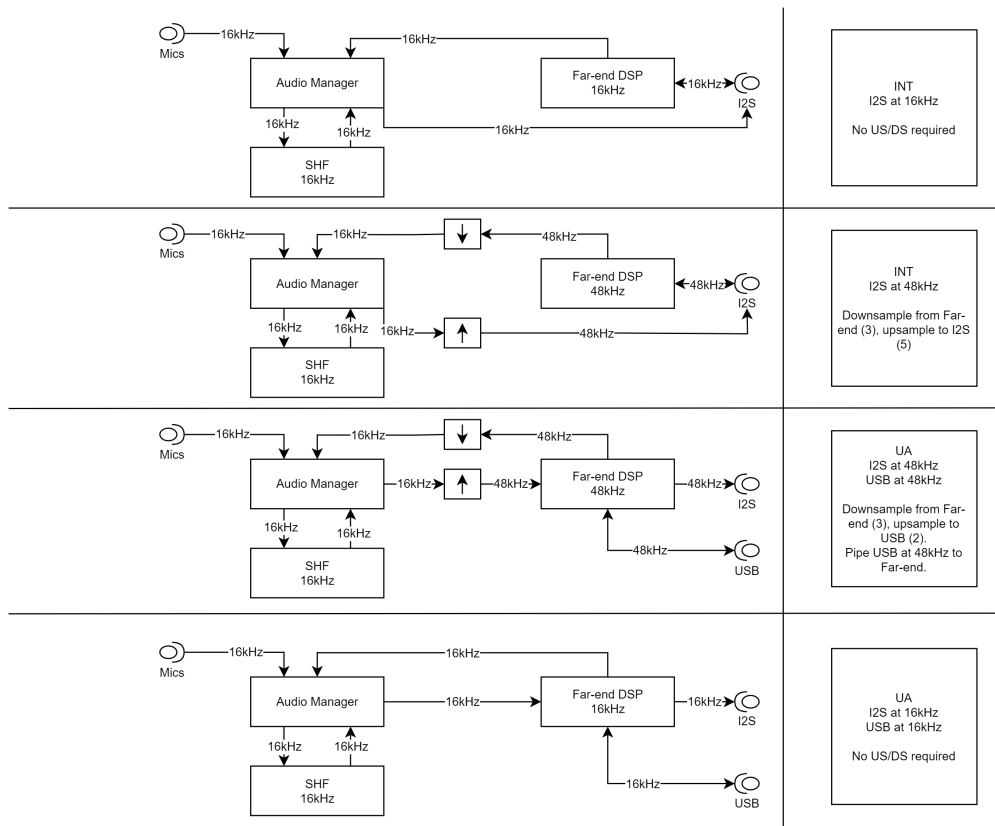 16kHz
Mics
16kHz
Audio Manager
Far-end DSP
16kHz
16kHz
I2S
16kHz
16kHz
16kHz
SHF
16kHz
INT
I2S at 16kHz
No US/DS required
16kHz
Mics
16kHz
48kHz
Audio Manager
Far-end DSP
48kHz
48kHz
I2S
16kHz
16kHz
16kHz
48kHz
SHF
16kHz
INT
I2S at 48kHz
Downsample from Far-
end (3), upsample to I2S
(5)
16kHz
Mics
16kHz
48kHz
Audio Manager
16kHz
48kHz
Far-end DSP
48kHz
48kHz
I2S
16kHz
16kHz
SHF
16kHz
48kHz
USB
UA
I2S at 48kHz
USB at 48kHz
Downsample from Far-
end (3), upsample to
USB (2).
Pipe USB at 48kHz to
Far-end.
16kHz
Mics
16kHz
Audio Manager
16kHz
Far-end DSP
16kHz
16kHz
I2S
16kHz
16kHz
SHF
16kHz
16kHz
USB
UA
I2S at 16kHz
USB at 16kHz
No US/DS required